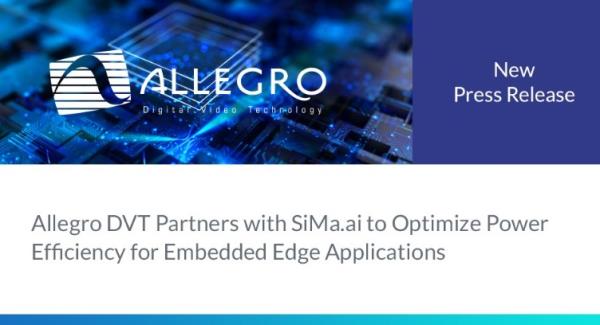 ALLEGRO
Digital Video Technology
New
Press Release
Allegro DVT Partners with SiMa.ai to Optimize Power
Efficiency for Embedded Edge Applications